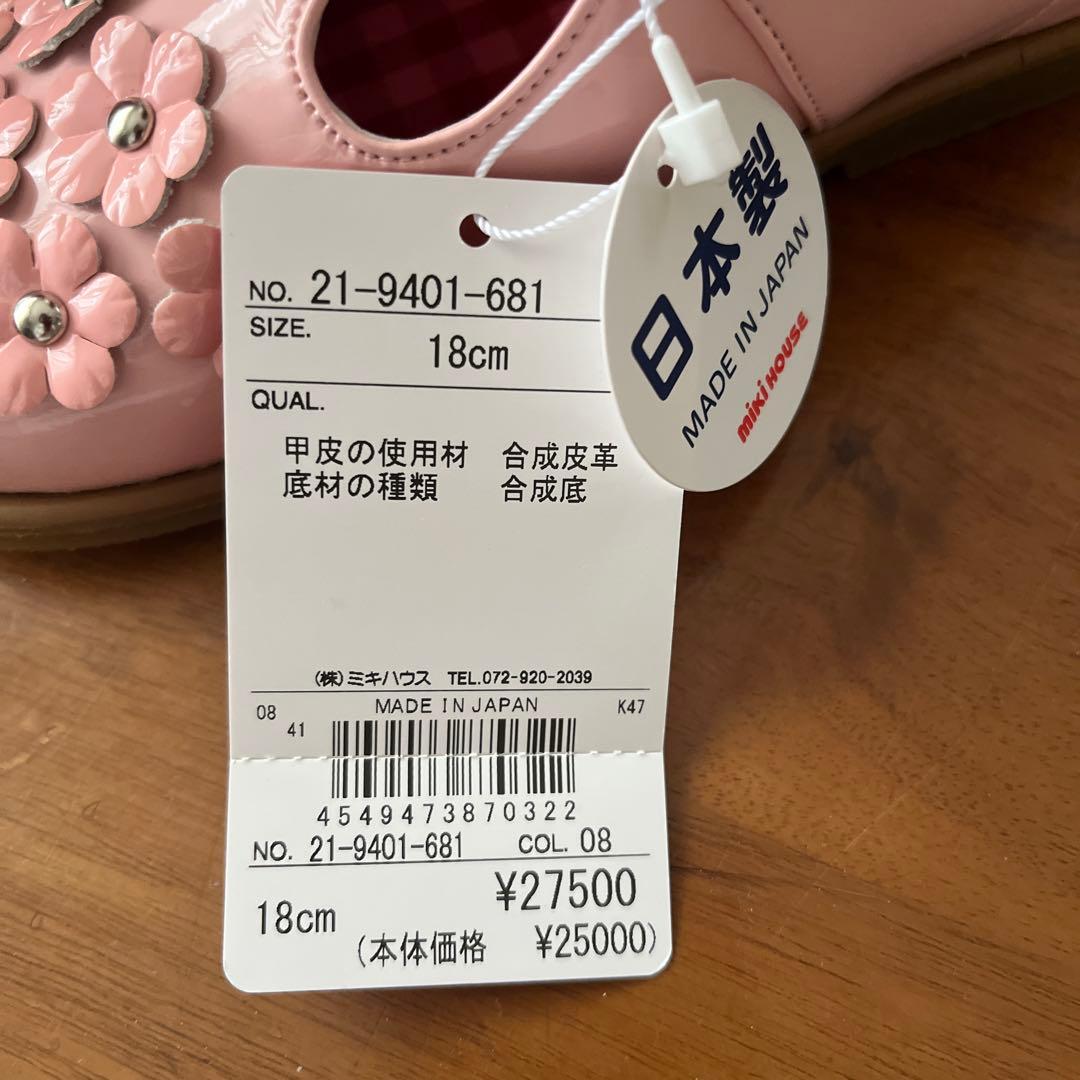 NO. 21-9401-681
SIZE.
18cm
QUAL.
甲皮の使用材 合成皮革
底材の種類 合成底
(株)ミキハウス TEL.072-920-2039
MADE IN JAPAN
08
41
K47
4549473870322
NO. 21-9401-681 COL. 08
18cm
¥27500
(本体価格 ¥25000)
日本製
MADE IN JAPAN
miki HOUSE